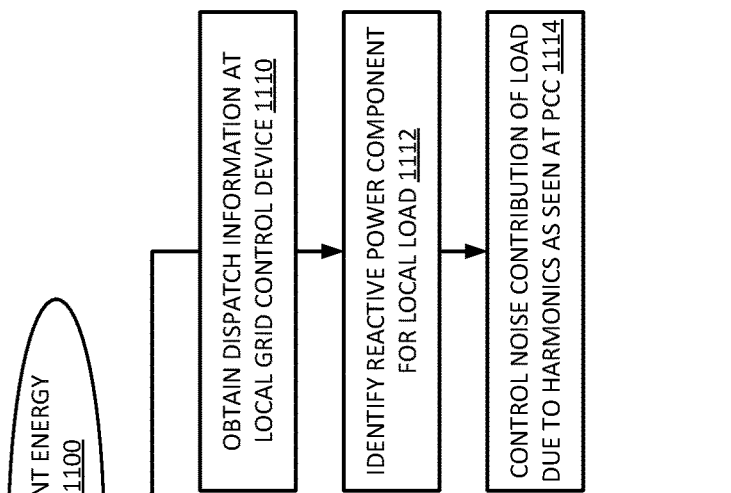 NT ENERGY
1100
OBTAIN DISPATCH INFORMATION AT
LOCAL GRID CONTROL DEVICE 1110
IDENTIFY REACTIVE POWER COMPONENT
FOR LOCAL LOAD 1112
CONTROL NOISE CONTRIBUTION OF LOAD
DUE TO HARMONICS AS SEEN AT PCC 1114